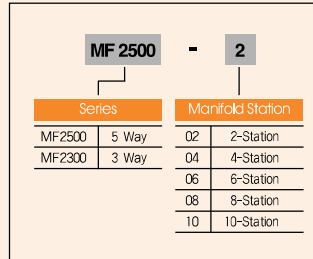 MF 2500 - 2
Series Manifold Station
MF2500 5 Way 02 2-Station
MF2300 3 Way 04 4-Station
06 6-Station
08 8-Station
10 10-Station